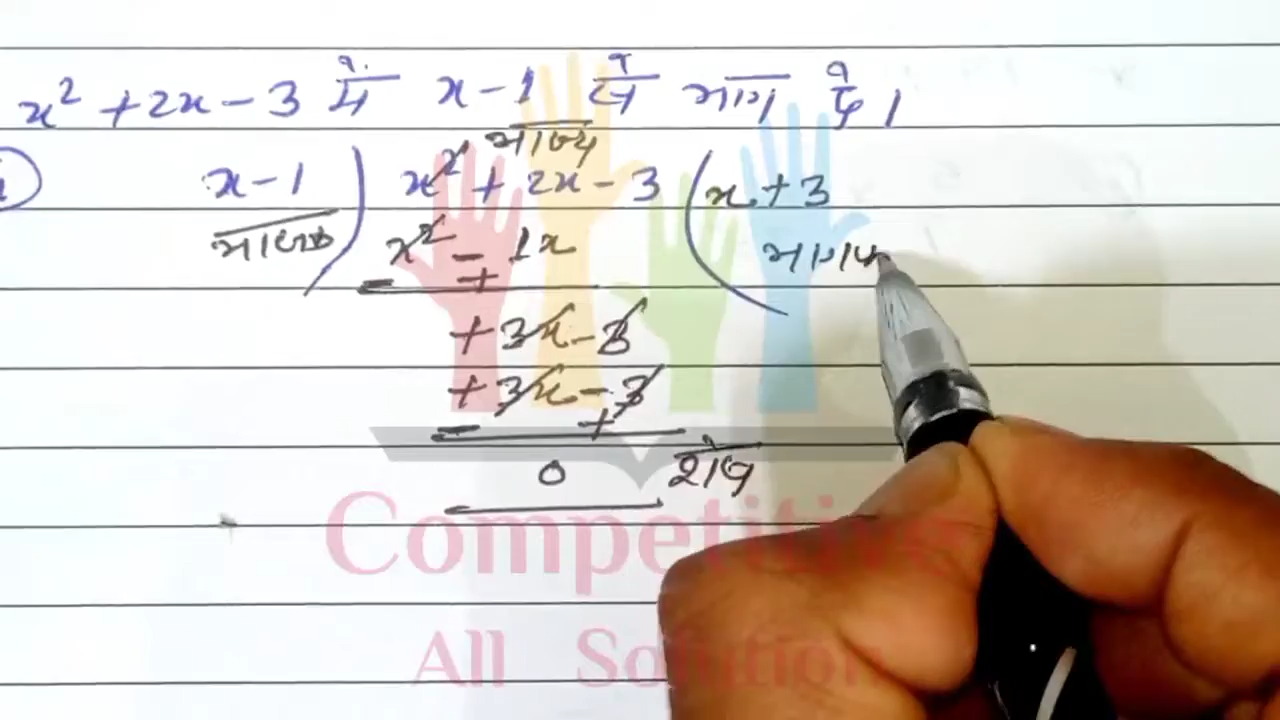 x² + 2x - 3 में x - 1 से भाग दें।
भाज्य
x - 1 ) x² + 2x - 3 ( x + 3
भाजक
x² - 1x
भागफ
- +
+ 3x - 3
+ 3x - 3
- +
0 शेष
Competitive
All Solution